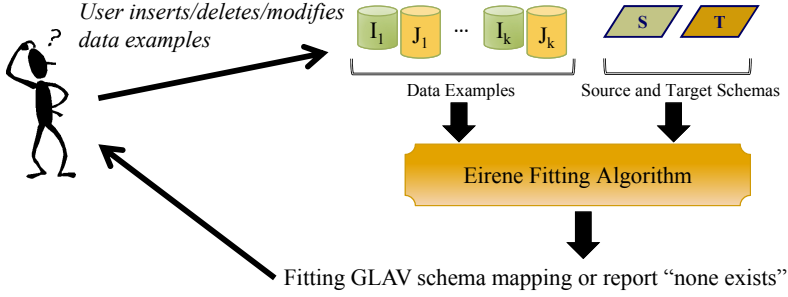 User inserts/deletes/modifies
data examples
?
I1 J1 ... Ik Jk
S T
Data Examples
Source and Target Schemas
Eirene Fitting Algorithm
Fitting GLAV schema mapping or report “none exists”